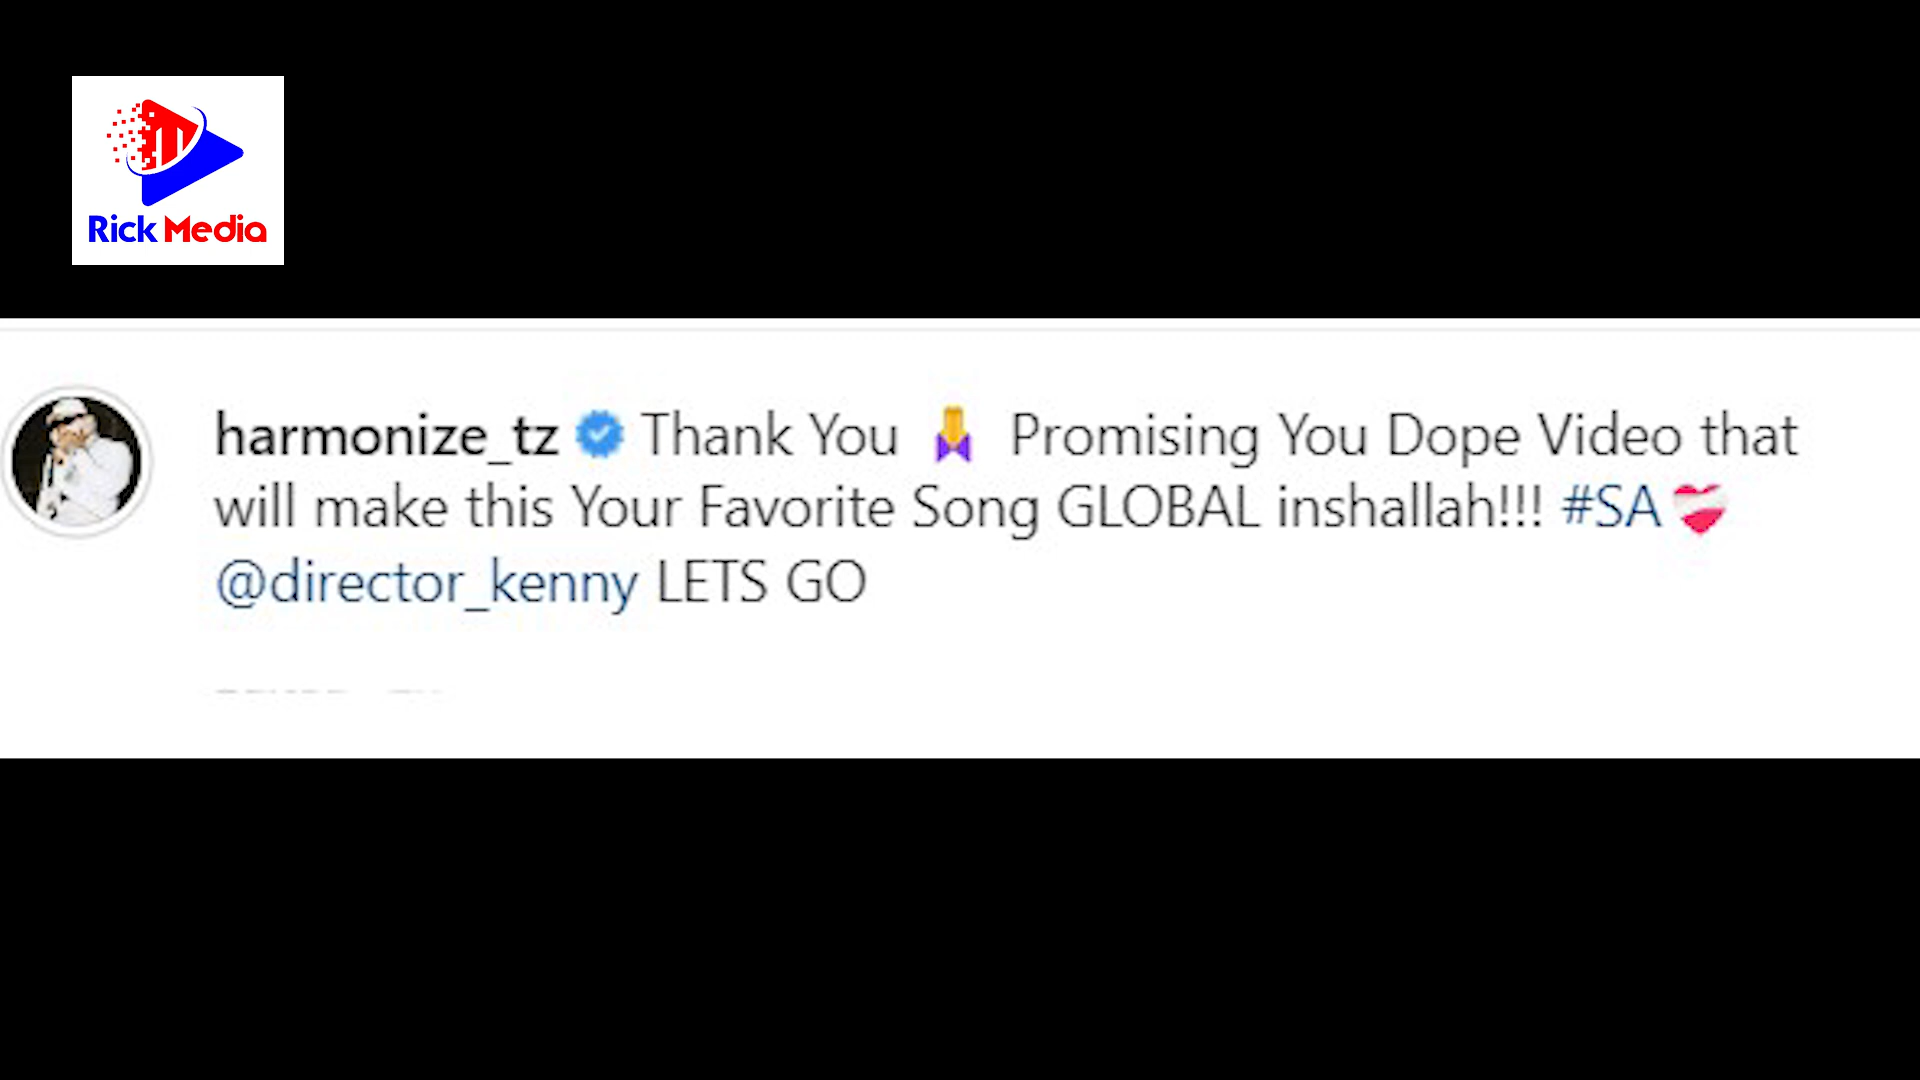 Rick Media
harmonize_tz Thank You 🙏 Promising You Dope Video that
will make this Your Favorite Song GLOBAL inshallah!!! #SA❤️‍🩹
@director_kenny LETS GO